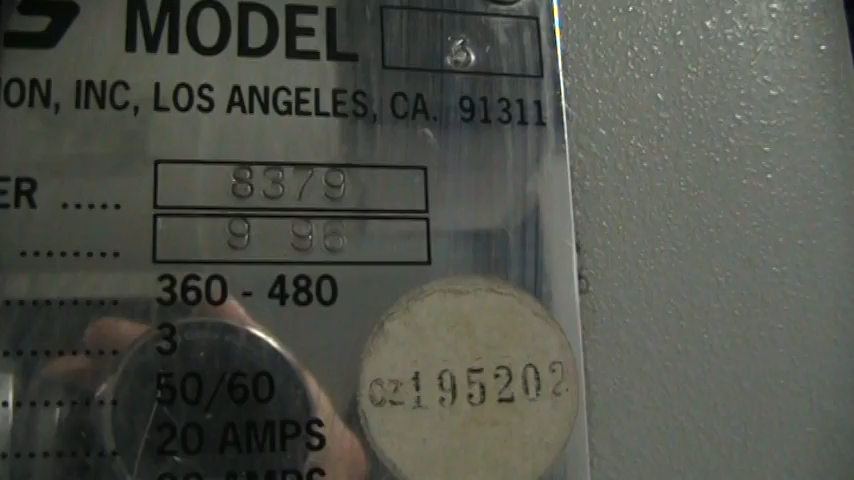 S MODEL 3
ION, INC, LOS ANGELES, CA. 91311
ER ..... 8379
........ 9 96
........ 360 - 480
........ 3
........ 50/60
........ 20 AMPS
CZ195202